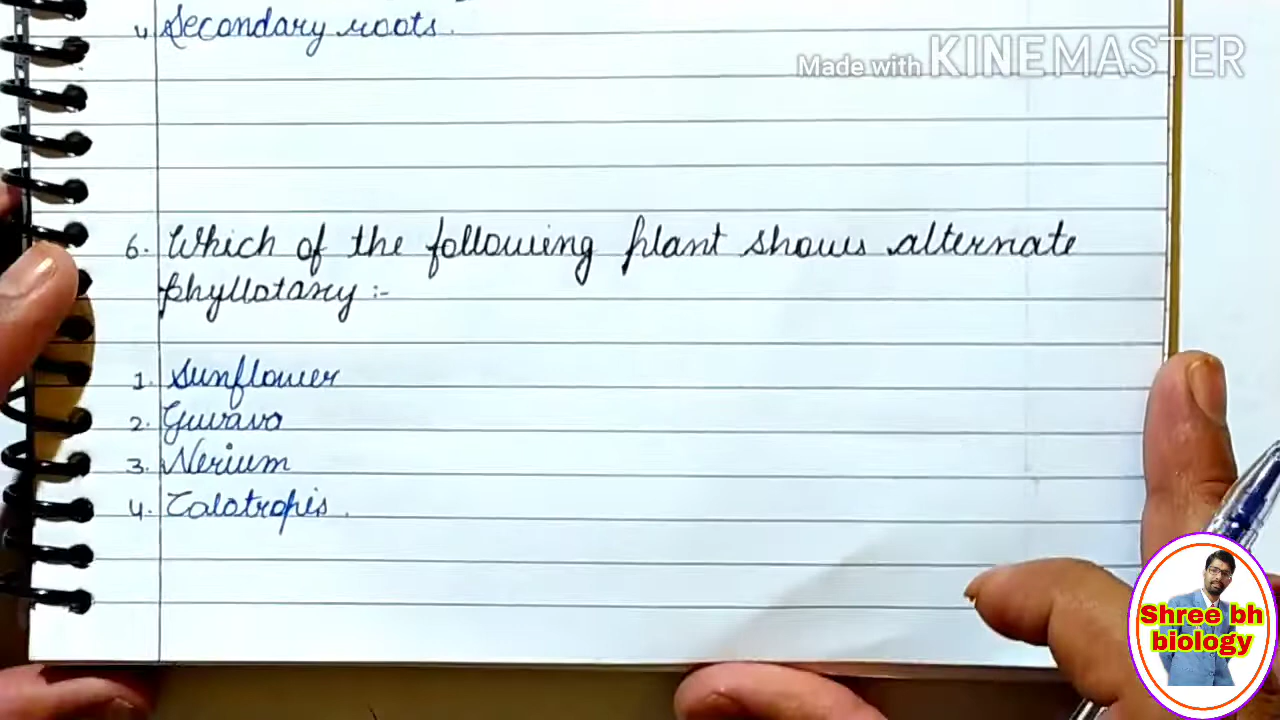 4. Secondary roots.
Made with KINEMASTER
6. Which of the following plant shows alternate
phyllotaxy :-
1. Sunflower
2. Guvava
3. Nerium
4. Calotropis.
Shree bh
biology